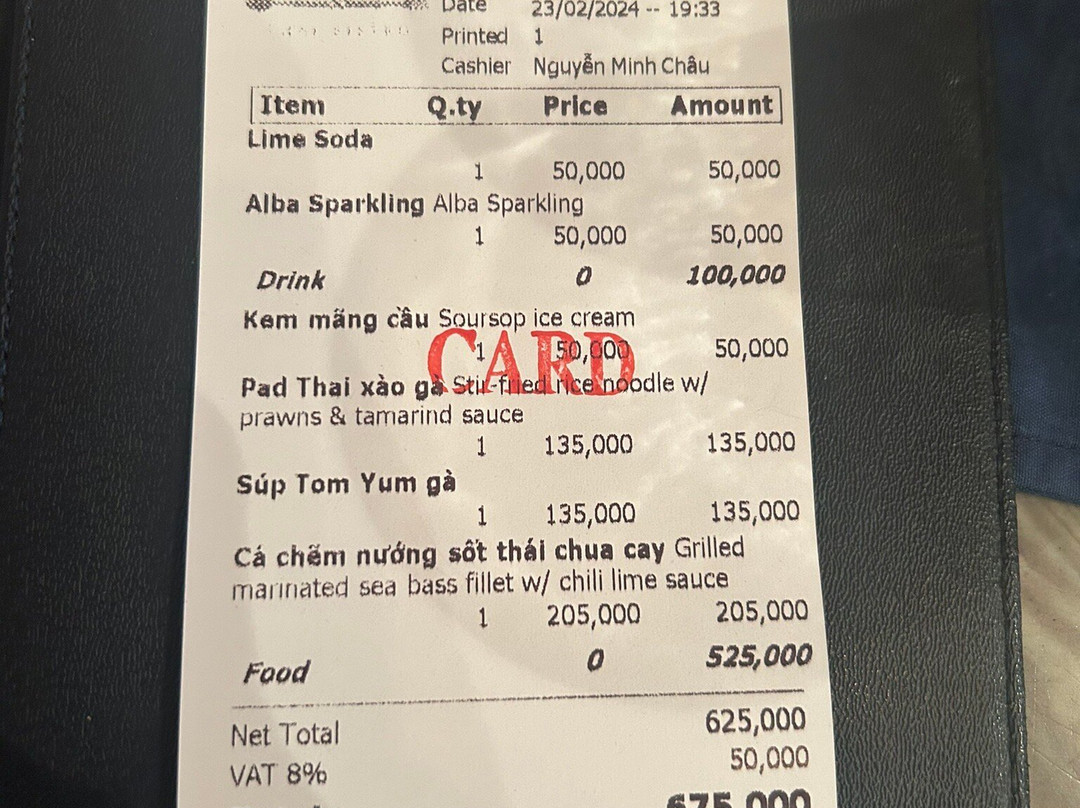 Date 23/02/2024 -- 19:33
Printed 1
Cashier Nguyễn Minh Châu
Item Q.ty Price Amount
Lime Soda
1 50,000 50,000
Alba Sparkling Alba Sparkling
1 50,000 50,000
Drink 0 100,000
Kem mãng cầu Soursop ice cream
1 50,000 50,000
CARD
Pad Thai xào gà Stir-fried rice noodle w/
prawns & tamarind sauce
1 135,000 135,000
Súp Tom Yum gà
1 135,000 135,000
Cá chẽm nướng sốt thái chua cay Grilled
marinated sea bass fillet w/ chili lime sauce
1 205,000 205,000
Food 0 525,000
Net Total 625,000
VAT 8% 50,000
675,000